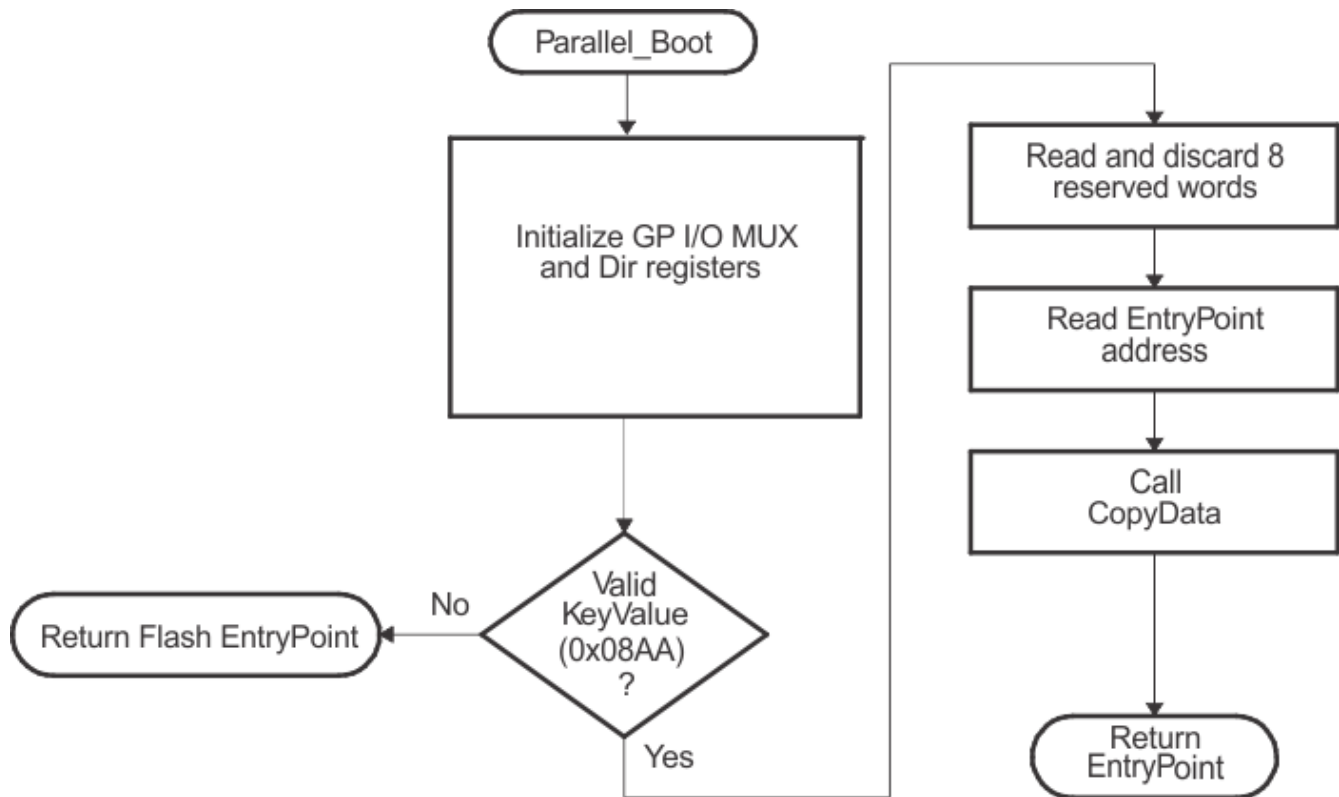 Parallel_Boot
Initialize GP I/O MUX
and Dir registers
Valid
KeyValue
(0x08AA)
?
No
Return Flash EntryPoint
Yes
Read and discard 8
reserved words
Read EntryPoint
address
Call
CopyData
Return
EntryPoint